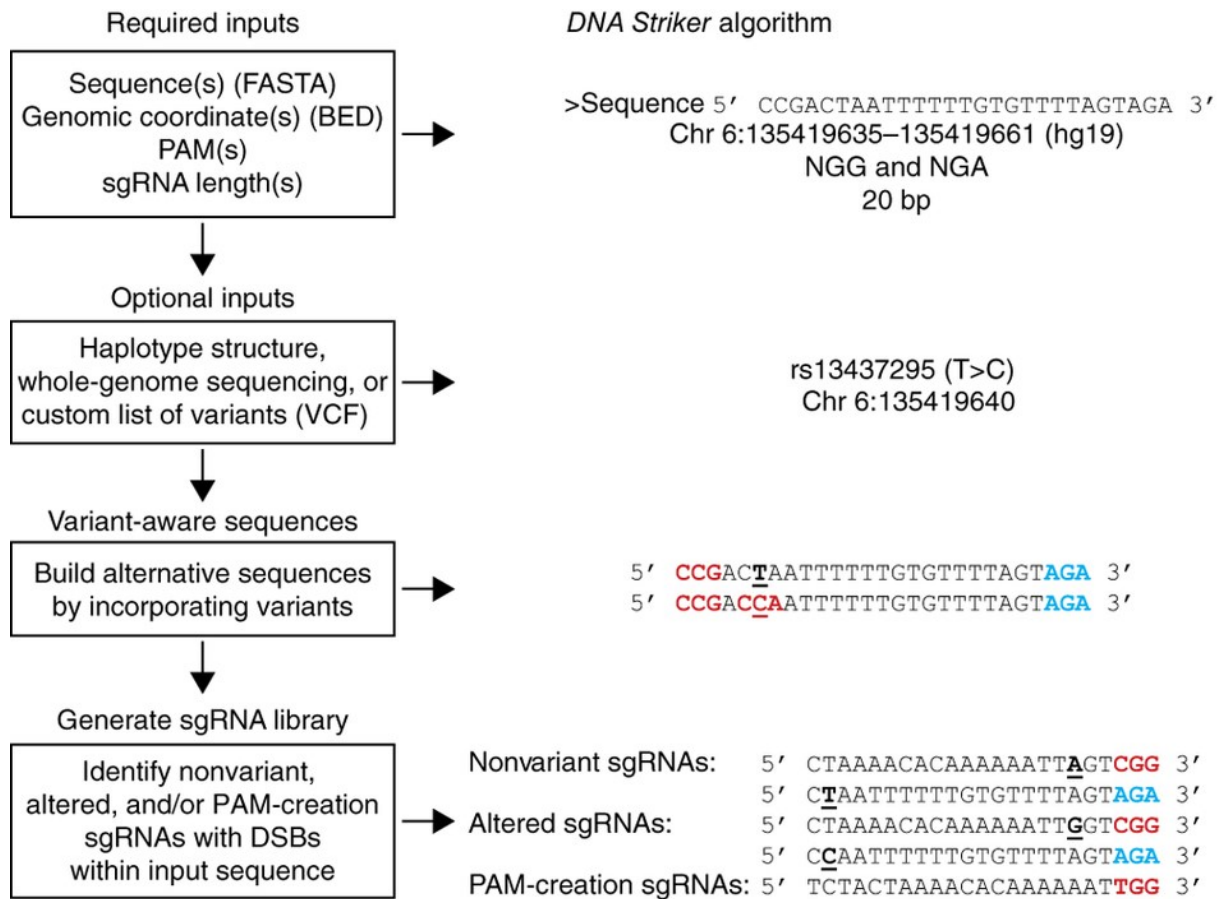 Required inputs
DNA Striker algorithm
Sequence(s) (FASTA)
Genomic coordinate(s) (BED)
PAM(s)
sgRNA length(s)
>Sequence 5′ CCGACTAATTTTTTGTGTTTTAGTAGA 3′
Chr 6:135419635–135419661 (hg19)
NGG and NGA
20 bp
Optional inputs
Haplotype structure,
whole-genome sequencing, or
custom list of variants (VCF)
rs13437295 (T>C)
Chr 6:135419640
Variant-aware sequences
Build alternative sequences
by incorporating variants
5′ CCGACTAATTTTTTGTGTTTTAGTAGA 3′
5′ CCGACCAATTTTTTGTGTTTTAGTAGA 3′
Generate sgRNA library
Identify nonvariant,
altered, and/or PAM-creation
sgRNAs with DSBs
within input sequence
Nonvariant sgRNAs: 5′ CTAAAACACAAAAAATTAGTCGG 3′
5′ CTAATTTTTTGTGTTTTAGTAGA 3′
Altered sgRNAs: 5′ CTAAAACACAAAAAATTGGTCGG 3′
5′ CCAATTTTTTGTGTTTTAGTAGA 3′
PAM-creation sgRNAs: 5′ TCTACTAAAACACAAAAAATTGG 3′